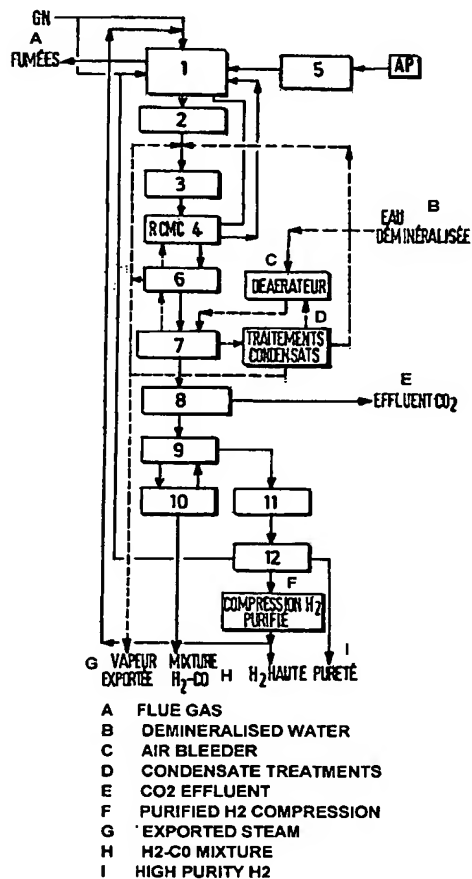 GN
A
FUMÉES
1
5
AP
2
3
B
EAU
DÉMINÉRALISÉE
RCMC 4
C
DÉAERATEUR
6
D
TRAITEMENTS
CONDENSATS
7
E
8
EFFLUENT CO2
9
10
11
12
F
COMPRESSION H2
PURIFIÉ
I
G VAPEUR
EXPORTÉE
MIXTURE
H2-CO
H
H2 HAUTE PURETÉ
A FLUE GAS
B DEMINERALISED WATER
C AIR BLEEDER
D CONDENSATE TREATMENTS
E CO2 EFFLUENT
F PURIFIED H2 COMPRESSION
G EXPORTED STEAM
H H2-C0 MIXTURE
I HIGH PURITY H2